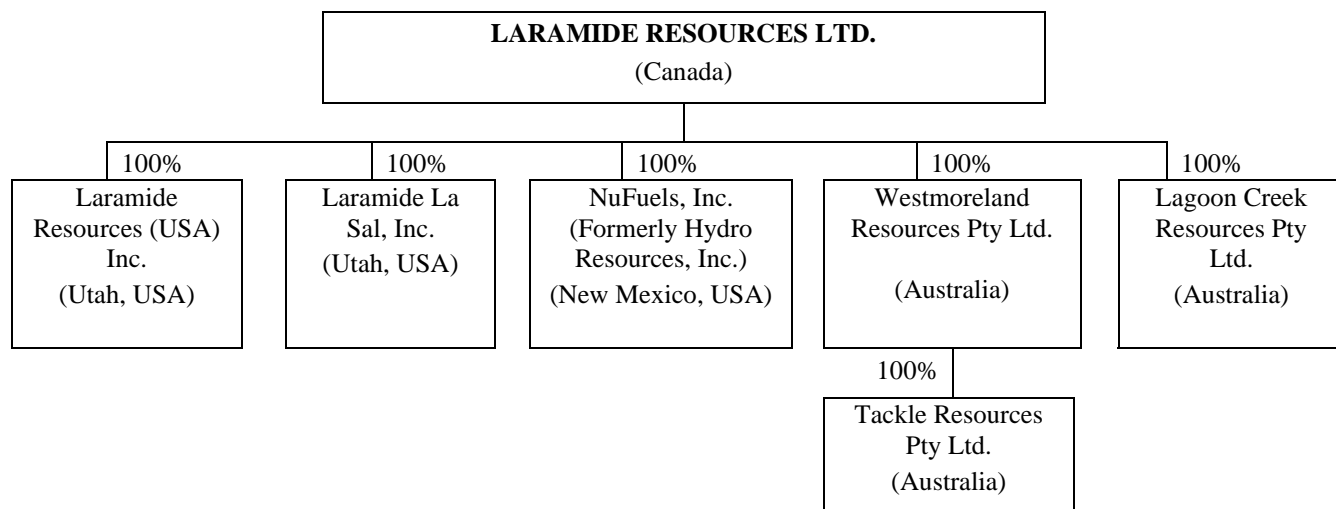 LARAMIDE RESOURCES LTD.
(Canada)
100%
100%
100%
100%
100%
Laramide
Resources (USA)
Inc.
(Utah, USA)
Laramide La
Sal, Inc.
(Utah, USA)
NuFuels, Inc.
(Formerly Hydro
Resources, Inc.)
(New Mexico, USA)
Westmoreland
Resources Pty Ltd.
(Australia)
Lagoon Creek
Resources Pty
Ltd.
(Australia)
100%
Tackle Resources
Pty Ltd.
(Australia)